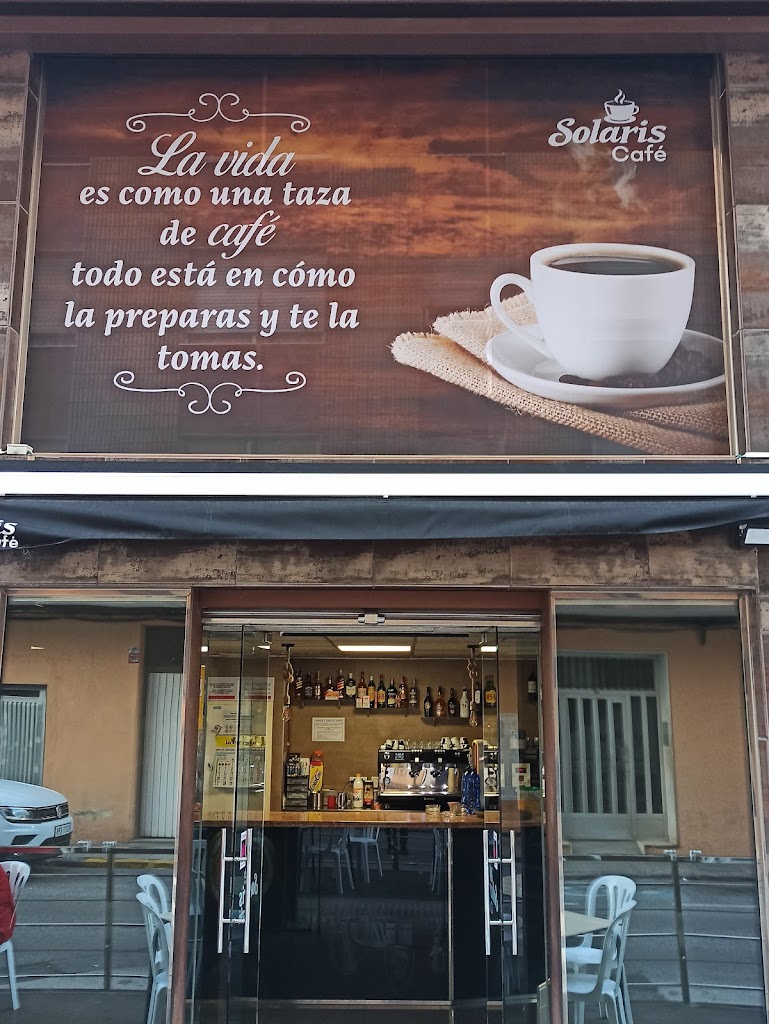 La vida
es como una taza
de café
todo está en cómo
la preparas y te la
tomas.
Solaris
Café